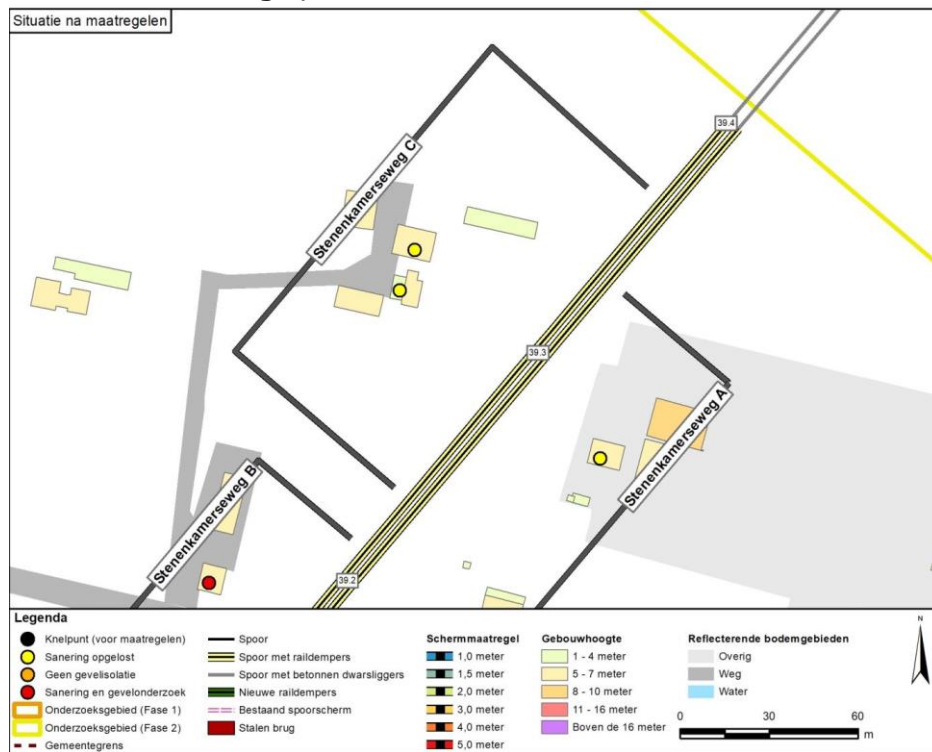 Situatie na maatregelen
39.4
Stenenkamerseweg C
39.3
Stenenkamerseweg A
Stenenkamerseweg B
39.2
Legenda
Knelpunt (voor maatregelen)
Sanering opgelost
Geen gevelisolatie
Sanering en gevelonderzoek
Onderzoeksgebied (Fase 1)
Onderzoeksgebied (Fase 2)
Gemeentegrens
Spoor
Spoor met raildempers
Spoor met betonnen dwarsliggers
Nieuwe raildempers
Bestaand spoorscherm
Stalen brug
Schermmaatregel
1,0 meter
1,5 meter
2,0 meter
3,0 meter
4,0 meter
5,0 meter
Gebouwhoogte
1 - 4 meter
5 - 7 meter
8 - 10 meter
11 - 16 meter
Boven de 16 meter
Reflecterende bodemgebieden
Overig
Weg
Water
N
0 30 60
m